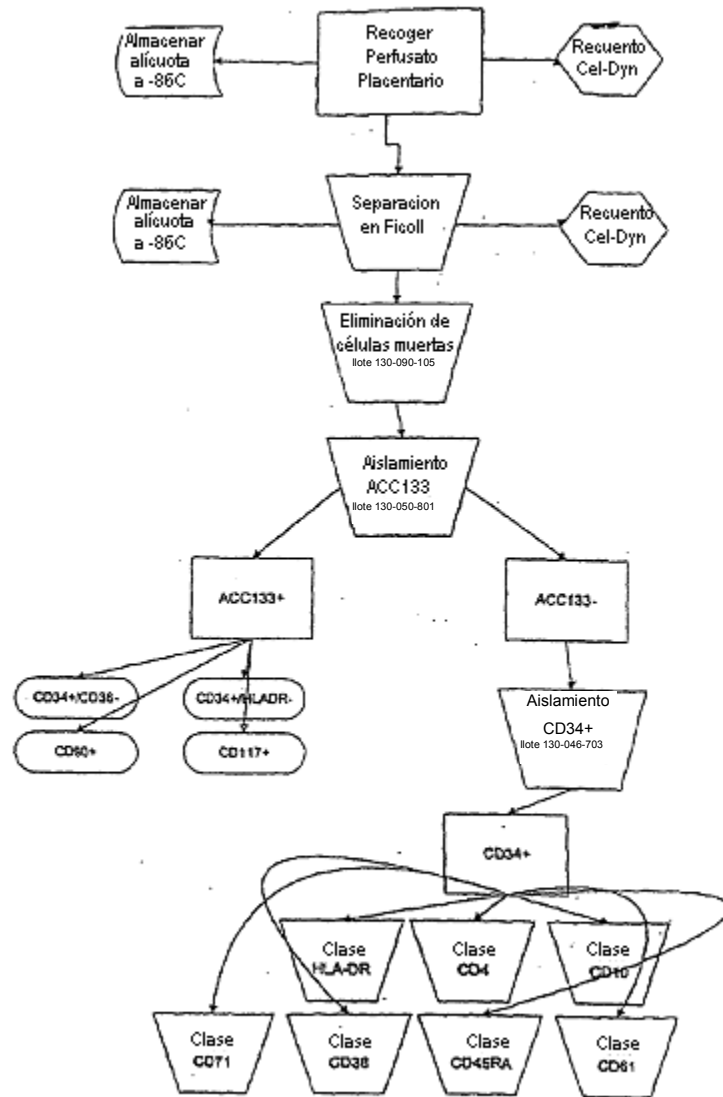 Almacenar
alícuota
a -86C
Recoger
Perfusato
Placentario
Recuento
Cel-Dyn
Almacenar
alícuota
a -86C
Separacion
en Ficoll
Recuento
Cel-Dyn
Eliminación de
células muertas
llote 130-090-105
Aislamiento
ACC133
llote 130-050-801
ACC133+
ACC133-
CD34+/CD38-
CD34+/HLADR-
CD90+
CD117+
Aislamiento
CD34+
llote 130-046-703
CD34+
Clase
HLA-DR
Clase
CD4
Clase
CD10
Clase
CD71
Clase
CD38
Clase
CD45RA
Clase
CD61